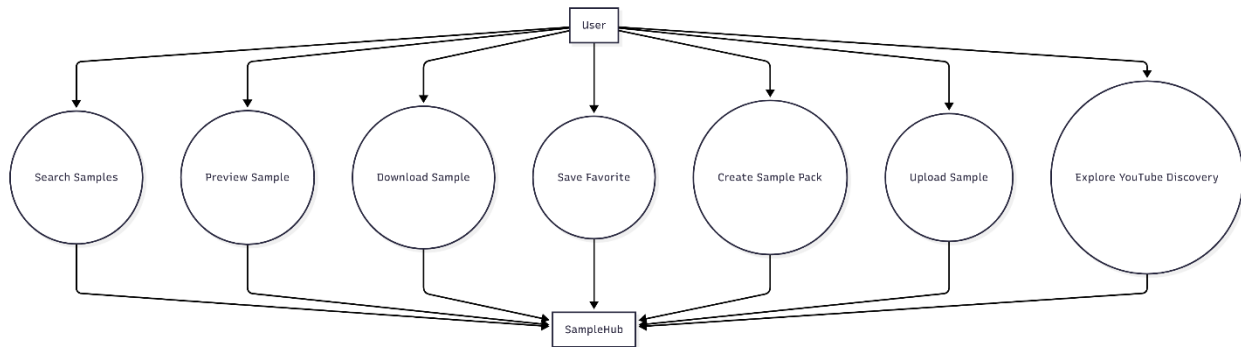 User
Search Samples
Preview Sample
Download Sample
Save Favorite
Create Sample Pack
Upload Sample
Explore YouTube Discovery
SampleHub